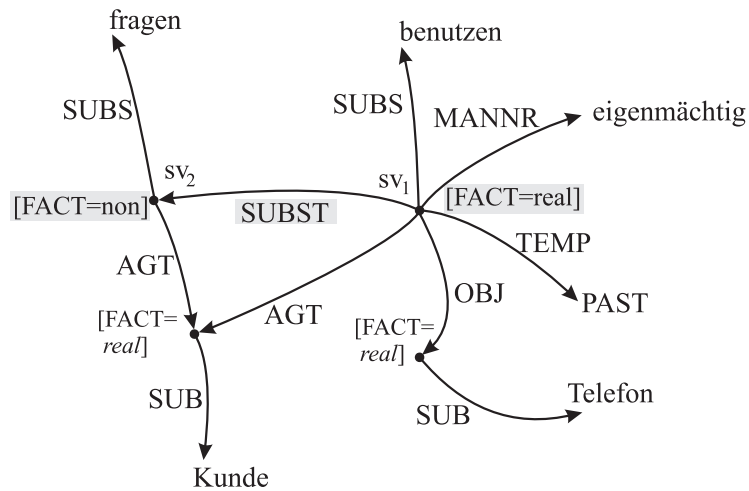 fragen
benutzen
SUBS
SUBS
MANNR
eigenmächtig
sv2
sv1
[FACT=non]
SUBST
[FACT=real]
TEMP
AGT
OBJ
PAST
[FACT=
real]
AGT
[FACT=
real]
SUB
SUB
Telefon
Kunde